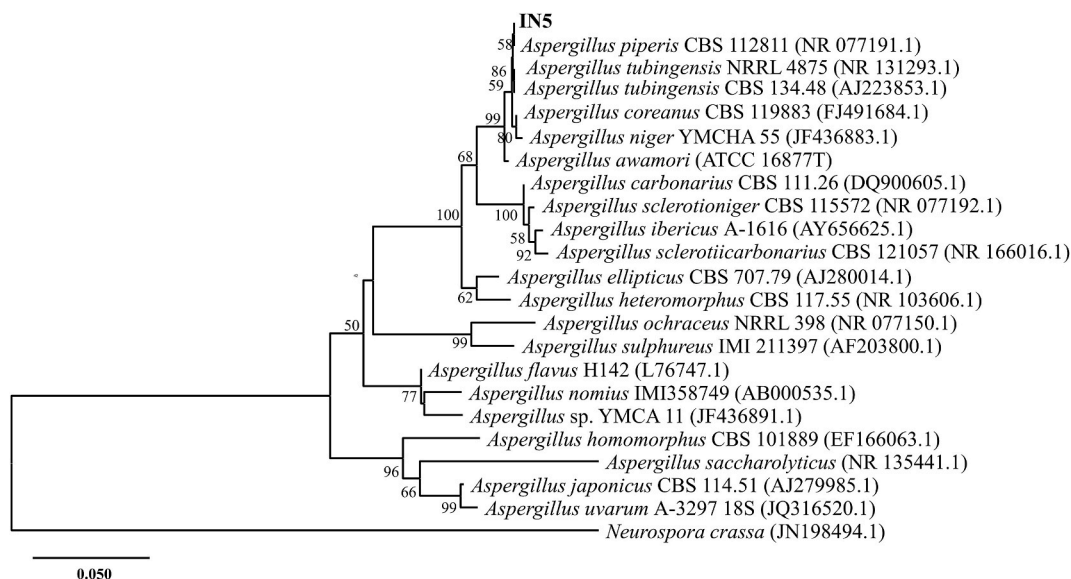 IN5
58
Aspergillus piperis CBS 112811 (NR 077191.1)
86
Aspergillus tubingensis NRRL 4875 (NR 131293.1)
59
Aspergillus tubingensis CBS 134.48 (AJ223853.1)
Aspergillus coreanus CBS 119883 (FJ491684.1)
99
80
Aspergillus niger YMCHA 55 (JF436883.1)
68
Aspergillus awamori (ATCC 16877T)
Aspergillus carbonarius CBS 111.26 (DQ900605.1)
100
100
Aspergillus sclerotioniger CBS 115572 (NR 077192.1)
Aspergillus ibericus A-1616 (AY656625.1)
58
92
Aspergillus sclerotiicarbonarius CBS 121057 (NR 166016.1)
Aspergillus ellipticus CBS 707.79 (AJ280014.1)
62
Aspergillus heteromorphus CBS 117.55 (NR 103606.1)
50
Aspergillus ochraceus NRRL 398 (NR 077150.1)
99
Aspergillus sulphureus IMI 211397 (AF203800.1)
Aspergillus flavus H142 (L76747.1)
77
Aspergillus nomius IMI358749 (AB000535.1)
Aspergillus sp. YMCA 11 (JF436891.1)
Aspergillus homomorphus CBS 101889 (EF166063.1)
96
Aspergillus saccharolyticus (NR 135441.1)
66
Aspergillus japonicus CBS 114.51 (AJ279985.1)
99
Aspergillus uvarum A-3297 18S (JQ316520.1)
Neurospora crassa (JN198494.1)
0.050